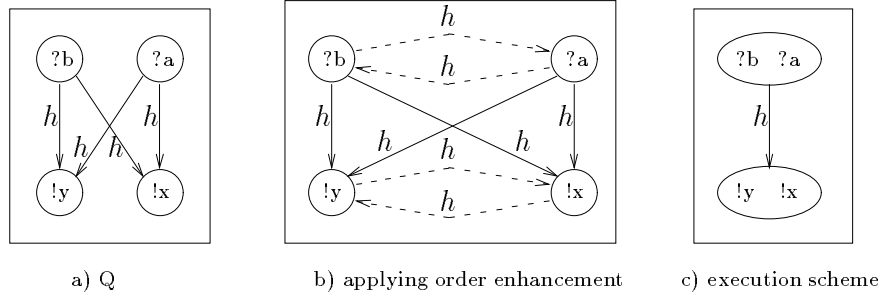 h
?b ?a ?b ?a ?b ?a
h
h h h h h
h h h h
h
!y !x !y !x !y !x
h
a) Q b) applying order enhancement c) execution scheme